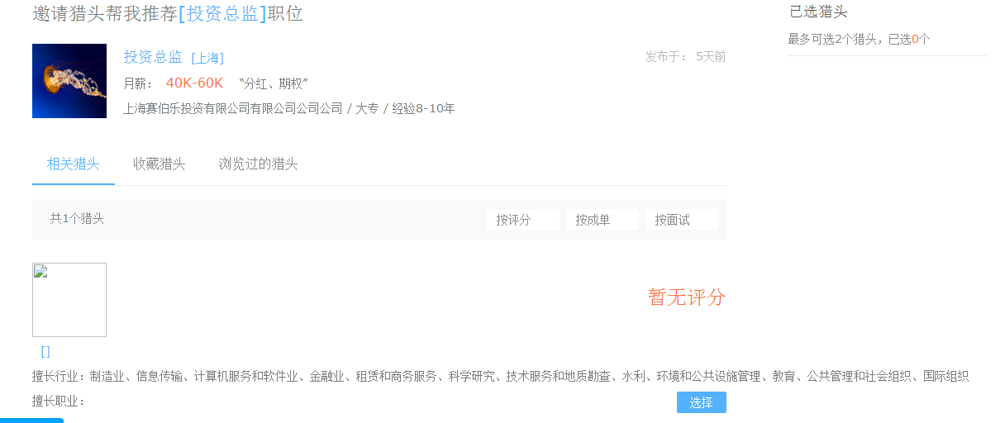 邀请猎头帮我推荐[投资总监]职位
投资总监 [上海]
发布于： 5天前
月薪： 40K-60K “分红、期权”
上海赛伯乐投资有限公司有限公司公司公司 / 大专 / 经验8-10年
相关猎头 收藏猎头 浏览过的猎头
共1个猎头 按评分 按成单 按面试
暂无评分
[]
擅长行业：制造业、信息传输、计算机服务和软件业、金融业、租赁和商务服务、科学研究、技术服务和地质勘查、水利、环境和公共设施管理、教育、公共管理和社会组织、国际组织
擅长职业：
选择
已选猎头
最多可选2个猎头，已选0个